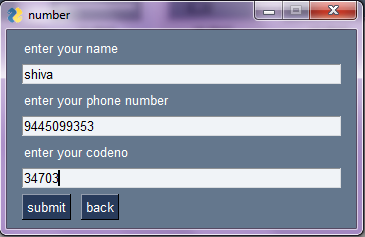 number
enter your name
shiva
enter your phone number
9445099353
enter your codeno
34703
submit back